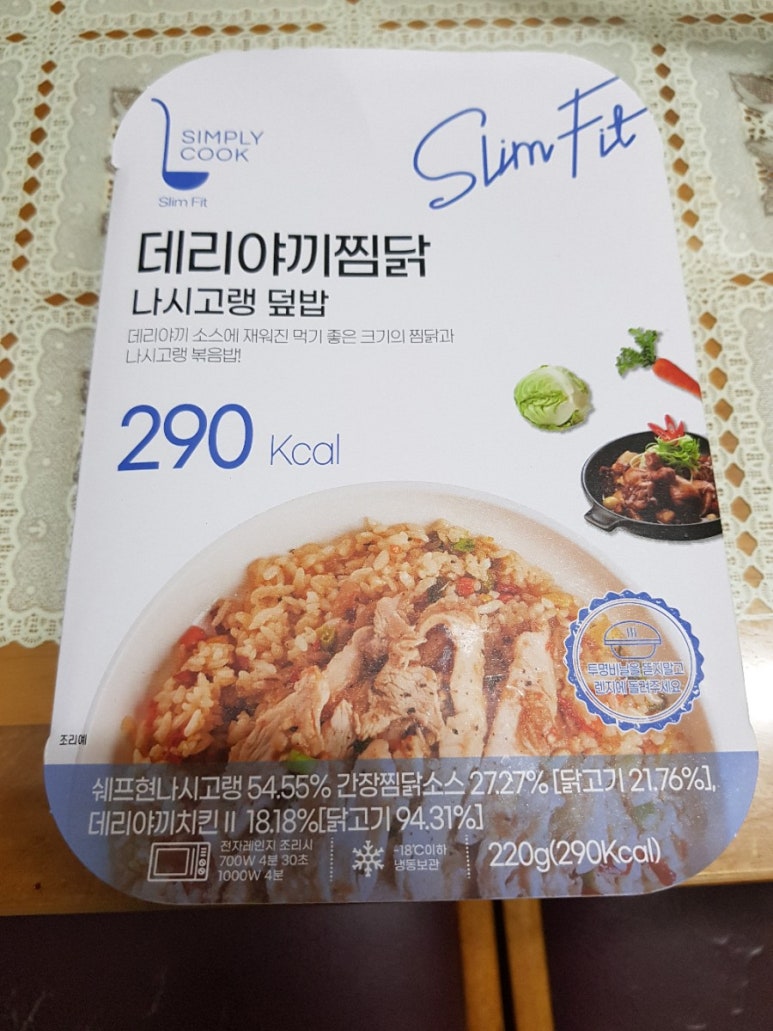 SIMPLY
COOK
Slim Fit
Slim Fit
데리야끼찜닭
나시고랭 덮밥
데리야끼 소스에 재워진 먹기 좋은 크기의 찜닭과
나시고랭 볶음밥!
290 Kcal
투명비닐을 뜯지말고
렌지에 돌려주세요
조리예
쉐프현나시고랭 54.55% 간장찜닭소스 27.27% [닭고기 21.76%],
데리야끼치킨Ⅱ 18.18%[닭고기 94.31%]
전자레인지 조리시
700W 4분 30초
1000W 4분
-18℃이하
냉동보관
220g(290Kcal)